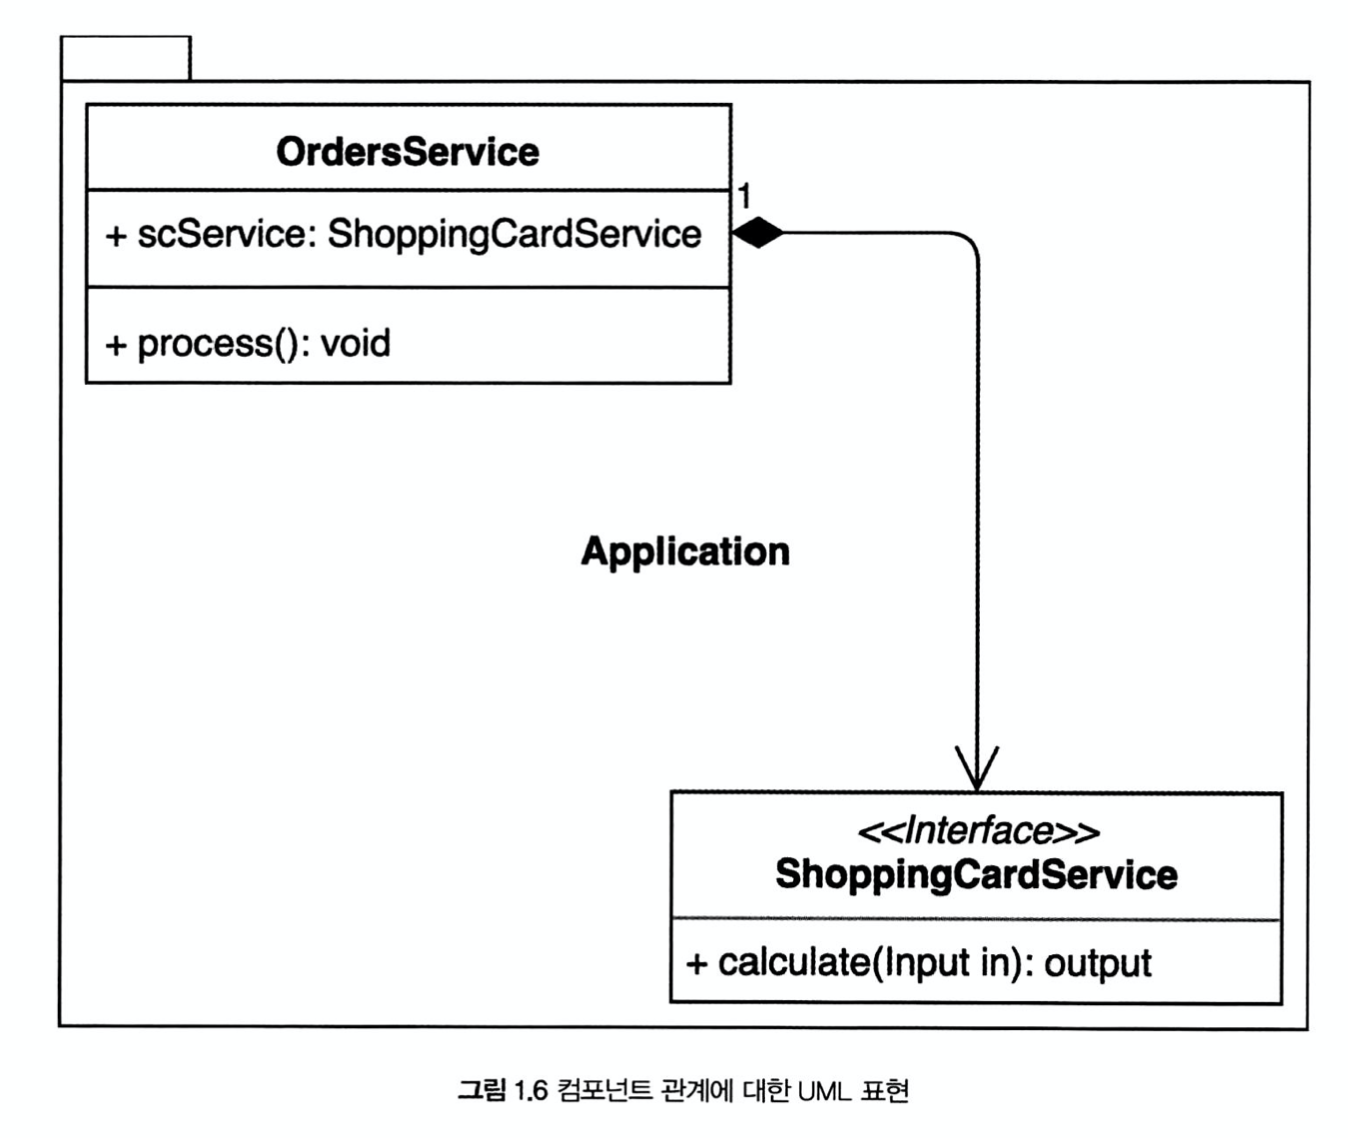 OrdersService
1
+ scService: ShoppingCardService
+ process(): void
Application
<<Interface>>
ShoppingCardService
+ calculate(Input in): output
그림 1.6 컴포넌트 관계에 대한 UML 표현